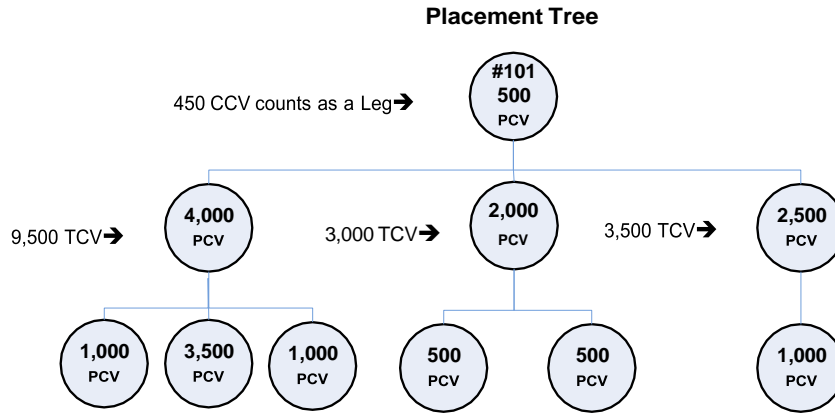 Placement Tree
#101
500
PCV
450 CCV counts as a Leg➔
4,000
PCV
2,000
PCV
2,500
PCV
9,500 TCV➔
3,000 TCV➔
3,500 TCV➔
1,000
PCV
3,500
PCV
1,000
PCV
500
PCV
500
PCV
1,000
PCV